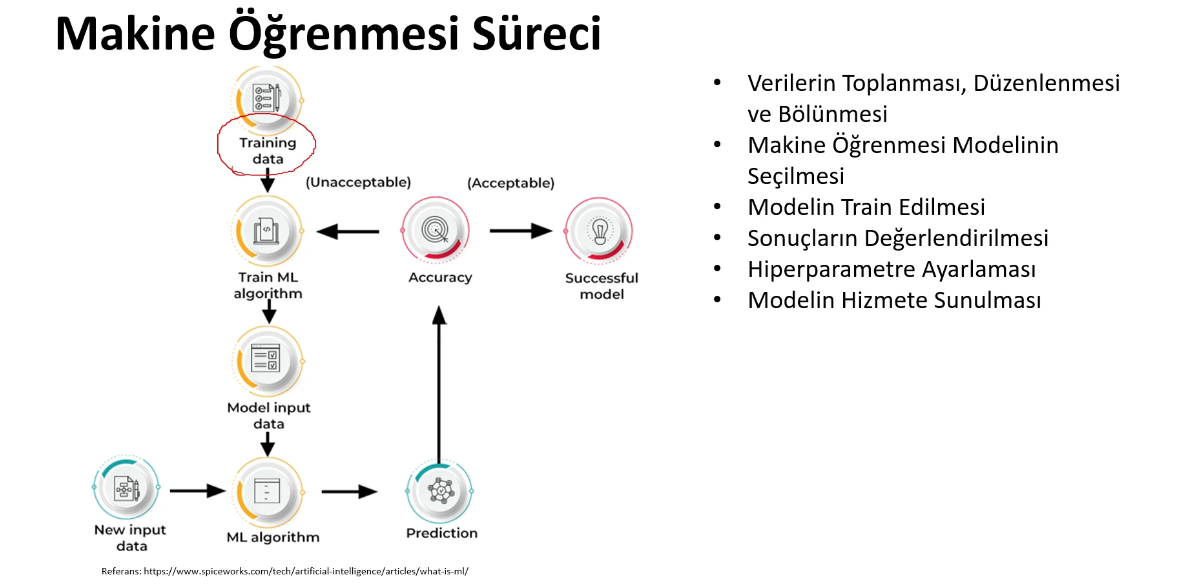 Makine Öğrenmesi Süreci
Training
data
(Unacceptable)
(Acceptable)
Train ML
algorithm
Accuracy
Successful
model
Model input
data
New input
data
ML algorithm
Prediction
Referans: https://www.spiceworks.com/tech/artificial-intelligence/articles/what-is-ml/
• Verilerin Toplanması, Düzenlenmesi
ve Bölünmesi
• Makine Öğrenmesi Modelinin
Seçilmesi
• Modelin Train Edilmesi
• Sonuçların Değerlendirilmesi
• Hiperparametre Ayarlaması
• Modelin Hizmete Sunulması